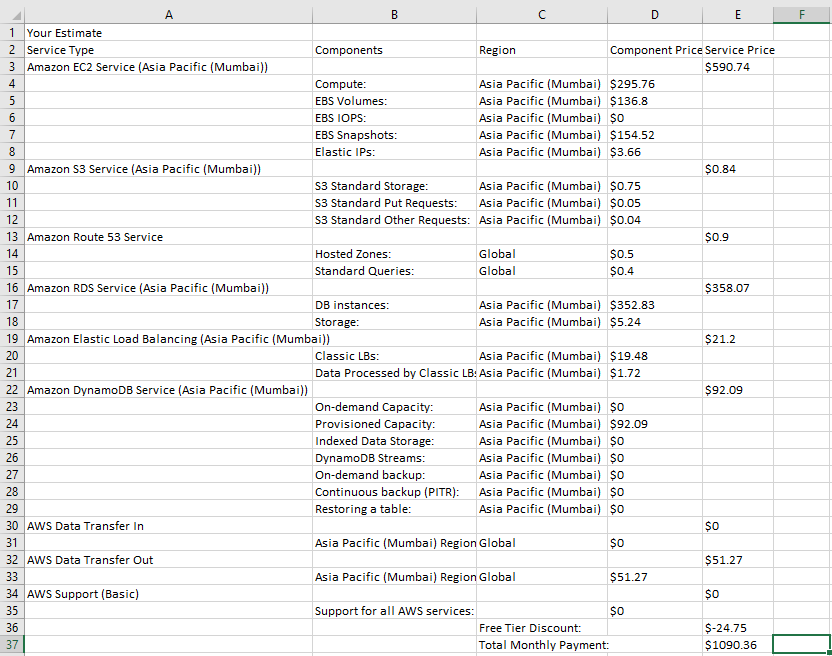 A B C D E F
1 Your Estimate
2 Service Type Components Region Component Price Service Price
3 Amazon EC2 Service (Asia Pacific (Mumbai)) $590.74
4 Compute: Asia Pacific (Mumbai) $295.76
5 EBS Volumes: Asia Pacific (Mumbai) $136.8
6 EBS IOPS: Asia Pacific (Mumbai) $0
7 EBS Snapshots: Asia Pacific (Mumbai) $154.52
8 Elastic IPs: Asia Pacific (Mumbai) $3.66
9 Amazon S3 Service (Asia Pacific (Mumbai)) $0.84
10 S3 Standard Storage: Asia Pacific (Mumbai) $0.75
11 S3 Standard Put Requests: Asia Pacific (Mumbai) $0.05
12 S3 Standard Other Requests: Asia Pacific (Mumbai) $0.04
13 Amazon Route 53 Service $0.9
14 Hosted Zones: Global $0.5
15 Standard Queries: Global $0.4
16 Amazon RDS Service (Asia Pacific (Mumbai)) $358.07
17 DB instances: Asia Pacific (Mumbai) $352.83
18 Storage: Asia Pacific (Mumbai) $5.24
19 Amazon Elastic Load Balancing (Asia Pacific (Mumbai)) $21.2
20 Classic LBs: Asia Pacific (Mumbai) $19.48
21 Data Processed by Classic LB: Asia Pacific (Mumbai) $1.72
22 Amazon DynamoDB Service (Asia Pacific (Mumbai)) $92.09
23 On-demand Capacity: Asia Pacific (Mumbai) $0
24 Provisioned Capacity: Asia Pacific (Mumbai) $92.09
25 Indexed Data Storage: Asia Pacific (Mumbai) $0
26 DynamoDB Streams: Asia Pacific (Mumbai) $0
27 On-demand backup: Asia Pacific (Mumbai) $0
28 Continuous backup (PITR): Asia Pacific (Mumbai) $0
29 Restoring a table: Asia Pacific (Mumbai) $0
30 AWS Data Transfer In $0
31 Asia Pacific (Mumbai) Region Global $0
32 AWS Data Transfer Out $51.27
33 Asia Pacific (Mumbai) Region Global $51.27
34 AWS Support (Basic) $0
35 Support for all AWS services: $0
36 Free Tier Discount: $-24.75
37 Total Monthly Payment: $1090.36